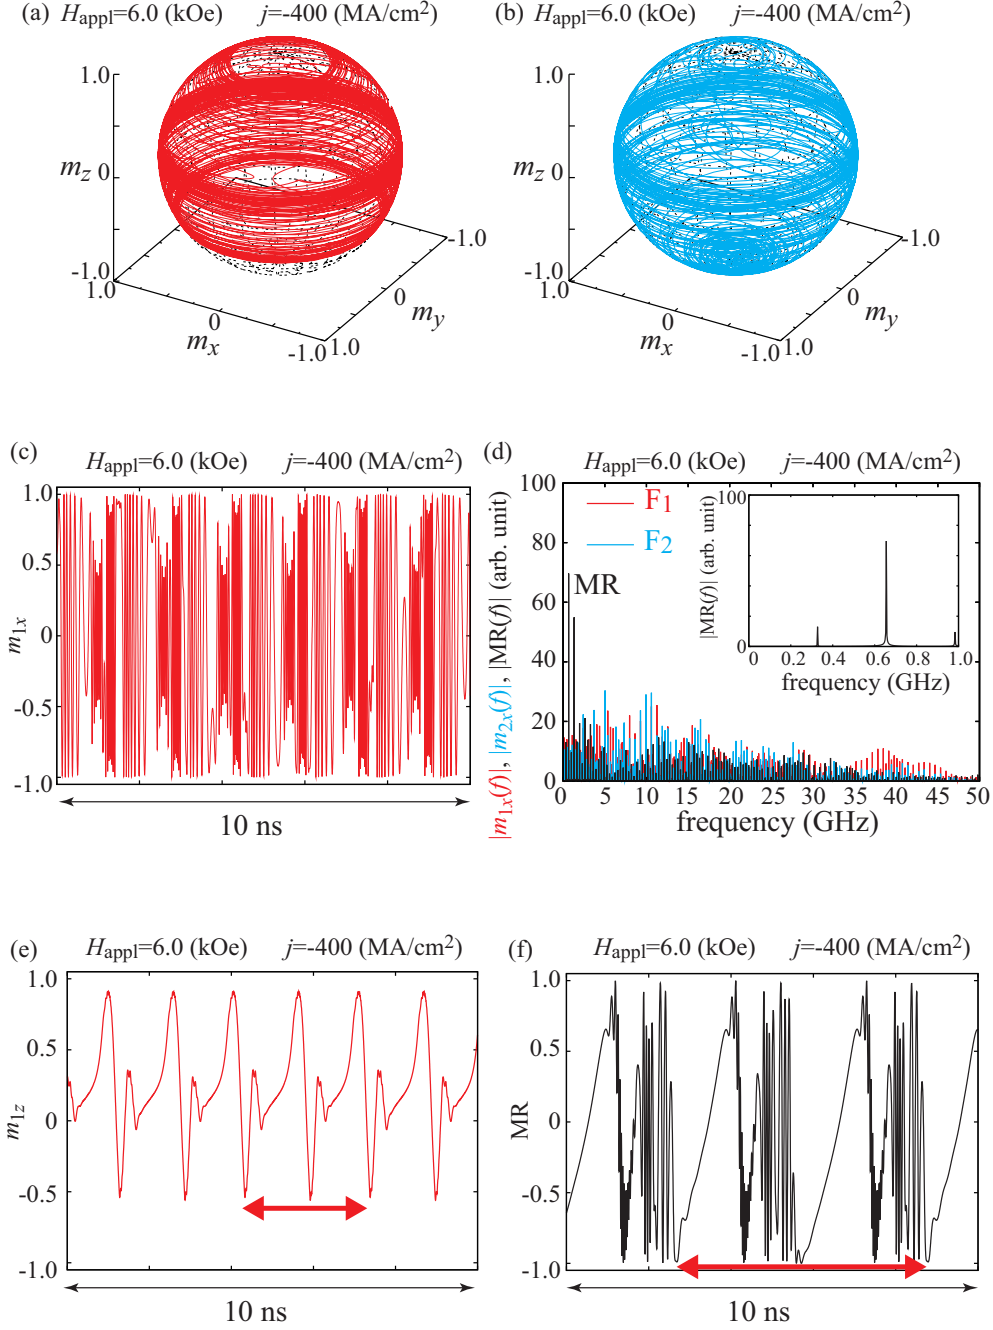 (a) Happl=6.0 (kOe) j=-400 (MA/cm2)
1.0
mz 0
-1.0
1.0
0
mx
-1.0
1.0
0
my
-1.0
(b) Happl=6.0 (kOe) j=-400 (MA/cm2)
1.0
mz 0
-1.0
1.0
0
mx
-1.0
1.0
0
my
-1.0
(c) Happl=6.0 (kOe) j=-400 (MA/cm2)
m1x
1.0
0.5
0
-0.5
-1.0
10 ns
(d) Happl=6.0 (kOe) j=-400 (MA/cm2)
|m1x(f)|, |m2x(f)|, |MR(f)| (arb. unit)
100
80
60
40
20
0
F1
F2
MR
0 5 10 15 20 25 30 35 40 45 50
frequency (GHz)
|MR(f)| (arb. unit)
100
0
0 0.2 0.4 0.6 0.8 1.0
frequency (GHz)
(e) Happl=6.0 (kOe) j=-400 (MA/cm2)
m1z
1.0
0.5
0
-0.5
-1.0
10 ns
(f) Happl=6.0 (kOe) j=-400 (MA/cm2)
MR
1.0
0.5
0
-0.5
-1.0
10 ns